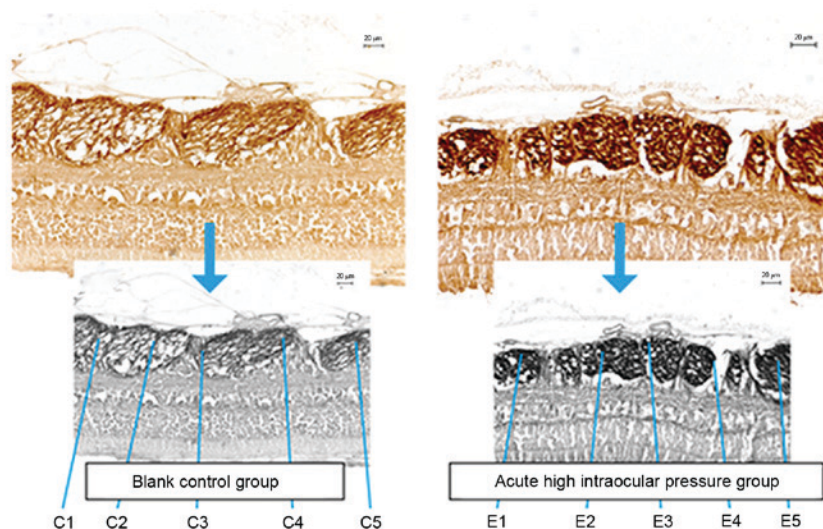 20 μm
20 μm
20 μm
20 μm
Blank control group
Acute high intraocular pressure group
C1 C2 C3 C4 C5
E1 E2 E3 E4 E5